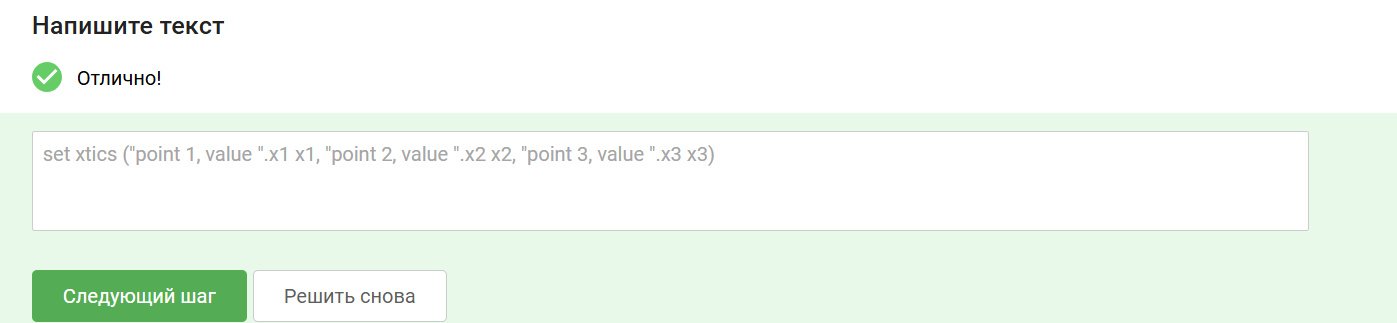 Напишите текст
Отлично!
set xtics ("point 1, value ".x1 x1, "point 2, value ".x2 x2, "point 3, value ".x3 x3)
Следующий шаг
Решить снова